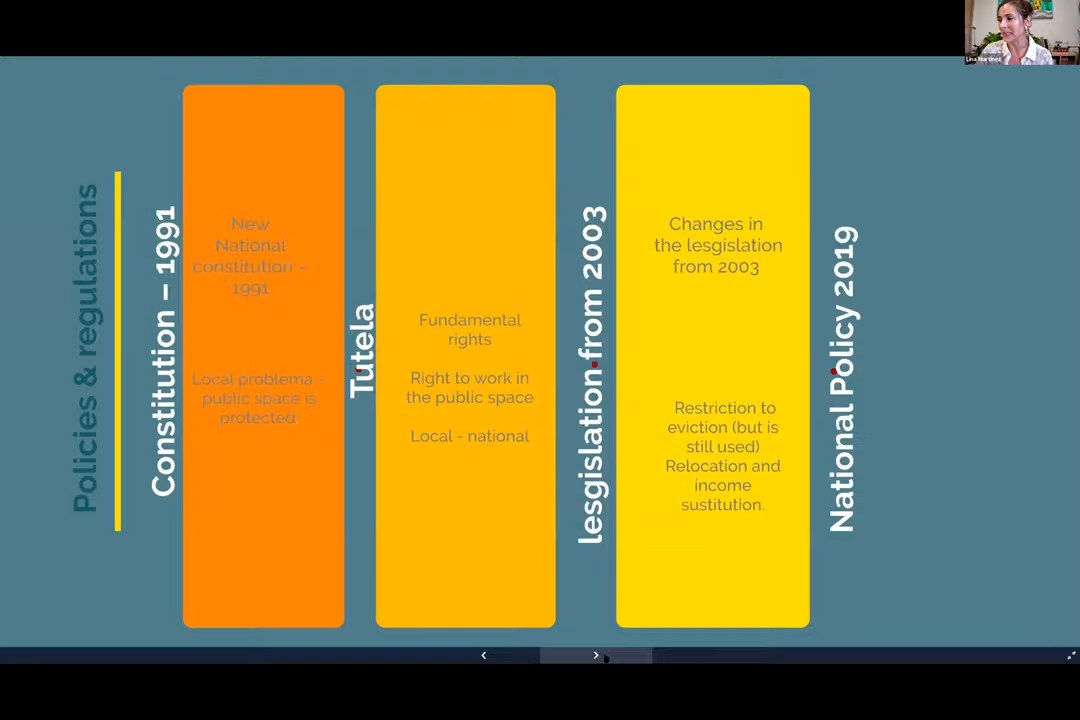 Lina Martinez
Policies & regulations
Constitution – 1991
New
National
constitution –
1991
Local problema -
public space is
protected.
Tutela
Fundamental
rights
Right to work in
the public space
Local - national
lesgislation from 2003
Changes in
the lesgislation
from 2003
Restriction to
eviction (but is
still used)
Relocation and
income
sustitution.
National Policy 2019